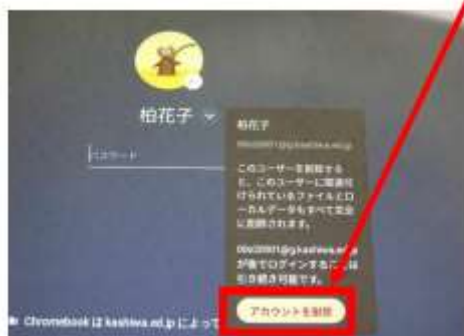 柏花子
パスワード
柏花子
このユーザーを削除する
と、このユーザーに関連付
けられているファイルとロ
ーカルデータもすべて完全
に削除されます。
が後でログインすることは
引き続き可能です。
アカウントを削除
Chromebook は kashiwa.ed.jp によって